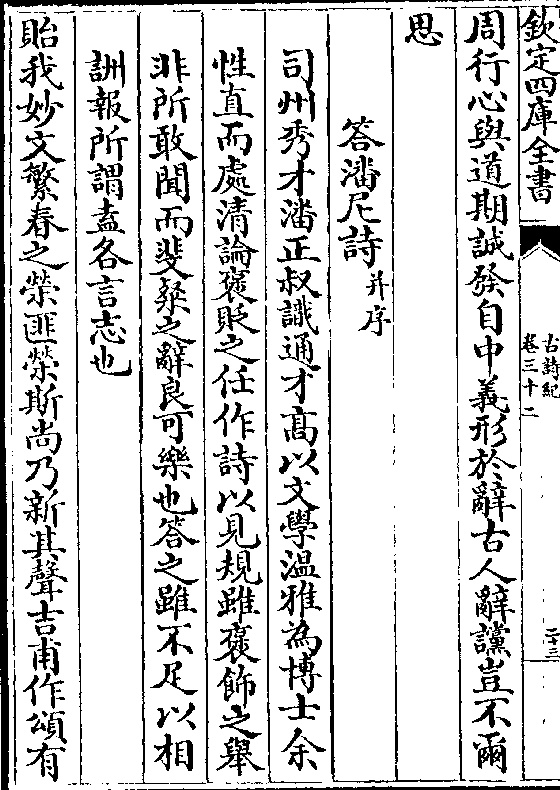 欽定四庫全書
古詩紀
卷三十二
二十三
周行心與道期誠發自中義形於辭古人辭讜豈不爾
思
答潘尼詩并序
司州秀才潘正叔識通才髙以文學温雅為博士余
性直而處清論褒貶之任作詩以見規雖褒飾之舉
非所敢聞而斐粲之辭良可樂也答之雖不足以相
詶報所謂盍各言志也
貽我妙文繁春之榮匪榮斯尚乃新其聲吉甫作頌有